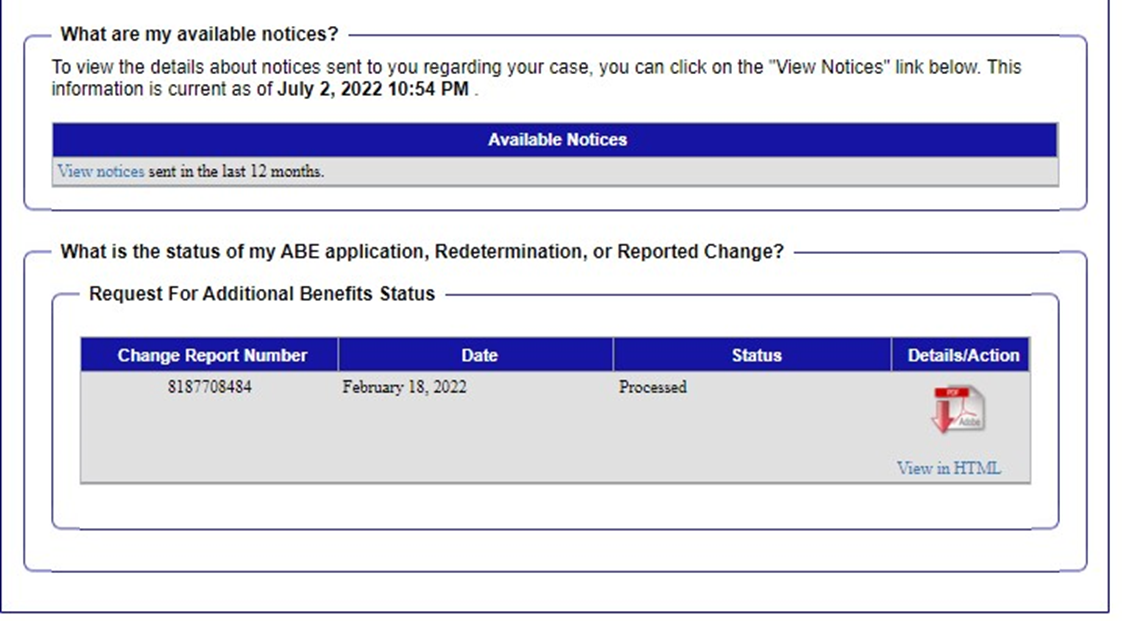 What are my available notices?
To view the details about notices sent to you regarding your case, you can click on the "View Notices" link below. This
information is current as of July 2, 2022 10:54 PM .
Available Notices
View notices sent in the last 12 months.
What is the status of my ABE application, Redetermination, or Reported Change?
Request For Additional Benefits Status
Change Report Number Date Status Details/Action
8187708484 February 18, 2022 Processed
PDF
Adobe
View in HTML